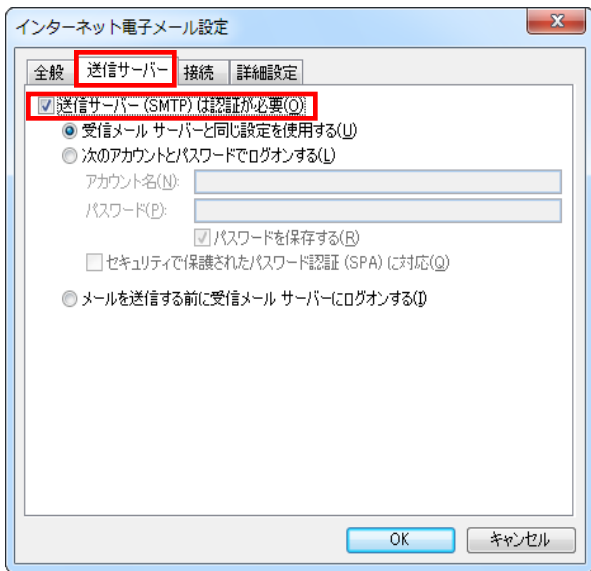 インターネット電子メール設定
全般 送信サーバー 接続 詳細設定
送信サーバー (SMTP) は認証が必要(O)
受信メール サーバーと同じ設定を使用する(U)
次のアカウントとパスワードでログオンする(L)
アカウント名(N):
パスワード(P):
パスワードを保存する(R)
セキュリティで保護されたパスワード認証 (SPA) に対応(Q)
メールを送信する前に受信メール サーバーにログオンする(I)
OK キャンセル